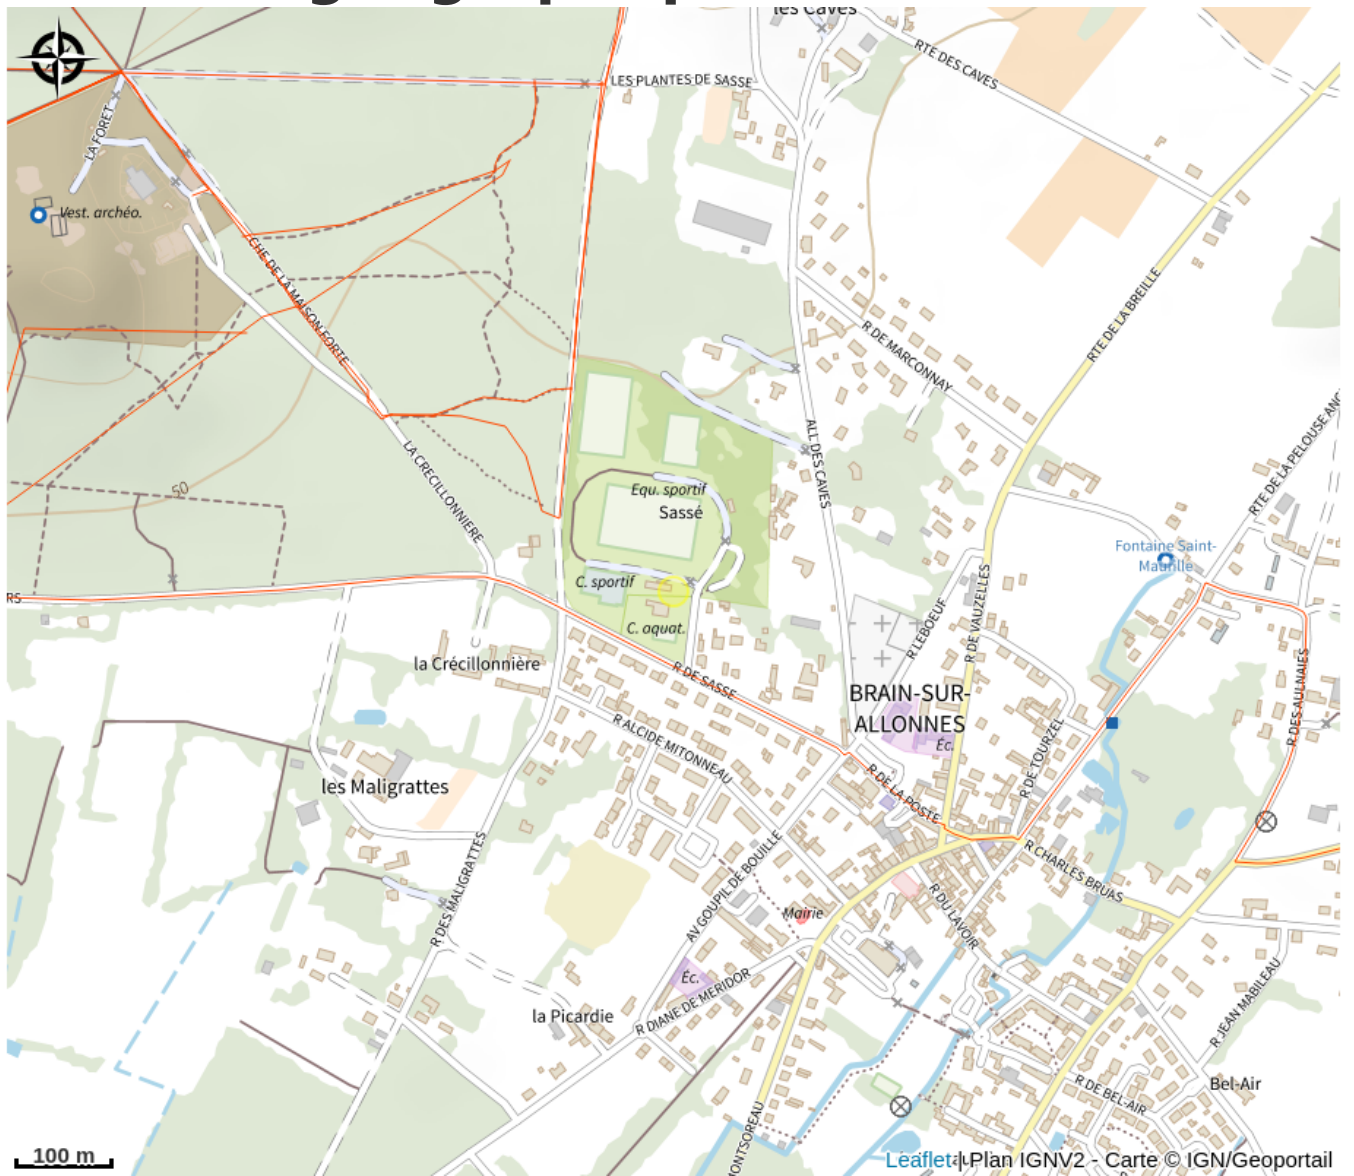 les Caves
RTE DES CAVES
LES PLANTES DE SASSE
LA FORET
Vest. archéo.
CHE DE LA MAISON FORTE
RTE DE LA BREILLE
R DE MARCONNAY
ALL DES CAVES
RTE DE LA PELOUSE ANG
LA CRECILLONNIERE
50
Equ. sportif
Sassé
Fontaine Saint-
Maurille
C. sportif
RS
C. aquat.
R LEBOEUF
R DE VAUZELLES
la Crécillonnière
R DE SASSE
R DES AULNAIES
BRAIN-SUR-
ALLONNES
Éc.
R ALCIDE MITONNEAU
R DE TOURZEL
les Maligrattes
R DE LA POSTE
R CHARLES BRUAS
R DES MALIGRATTES
AV GOUPIL DE BOUILLE
R DU LAVOIR
Mairie
Éc.
R DIANE DE MERIDOR
la Picardie
R JEAN MABILEAU
Bel-Air
R DE BEL-AIR
MONTSOREAU
100 m
Leaflet | Plan IGNV2 - Carte © IGN/Geoportail